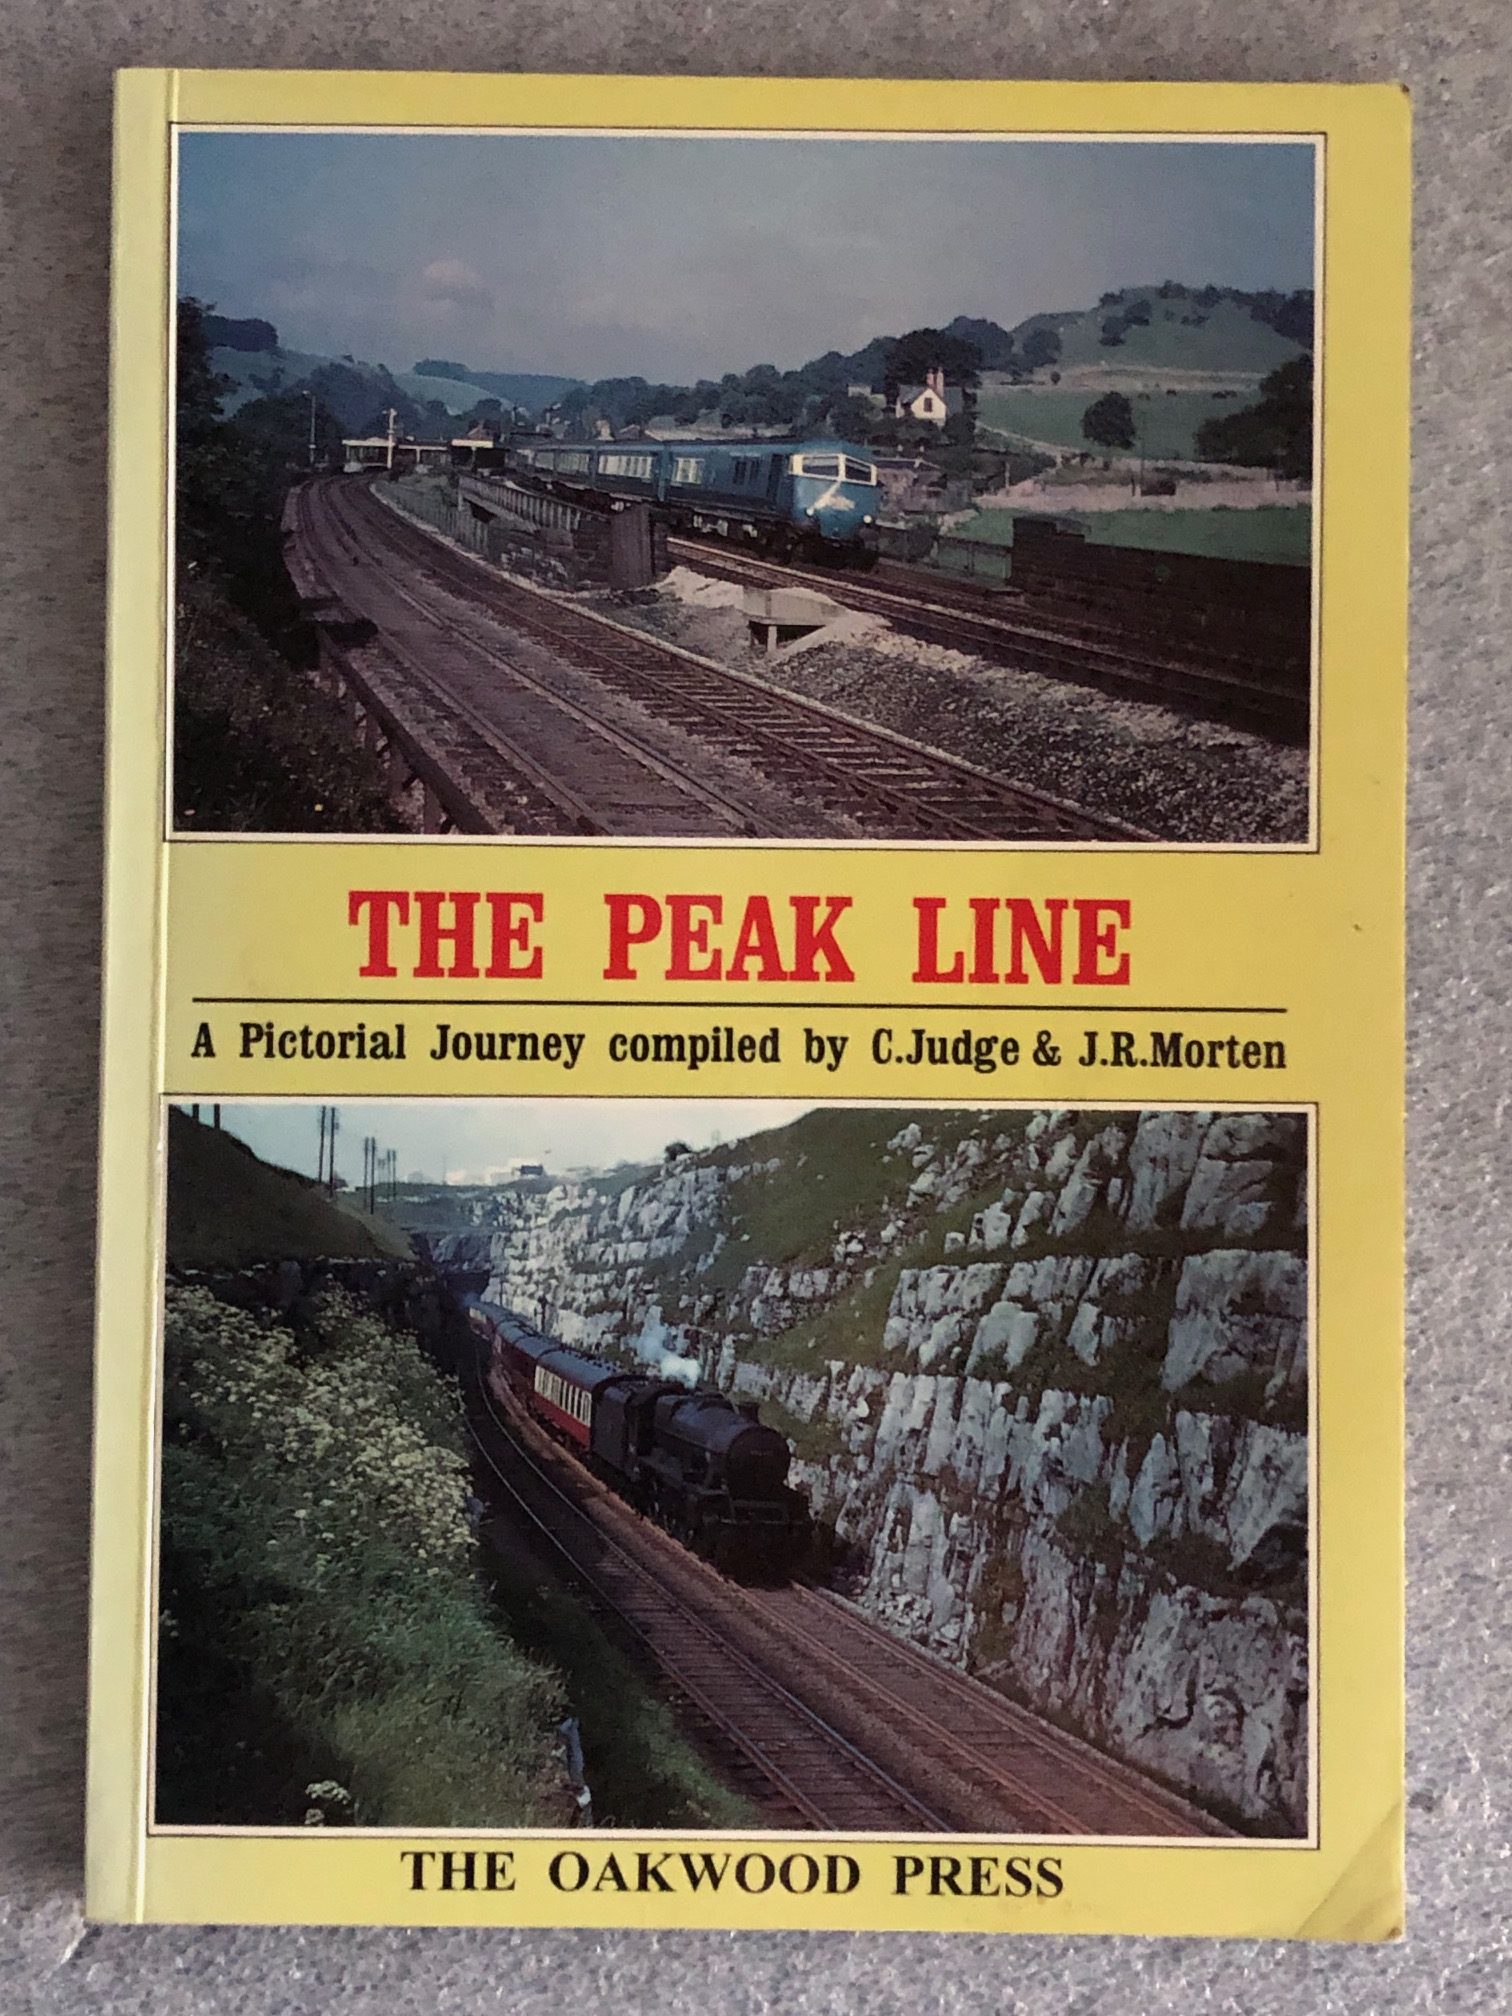 THE PEAK LINE
A Pictorial Journey compiled by C.Judge & J.R.Morten
THE OAKWOOD PRESS